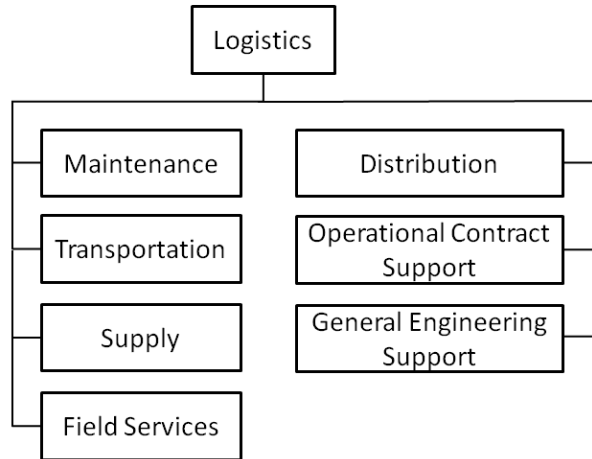 Logistics
Maintenance
Transportation
Supply
Field Services
Distribution
Operational Contract
Support
General Engineering
Support